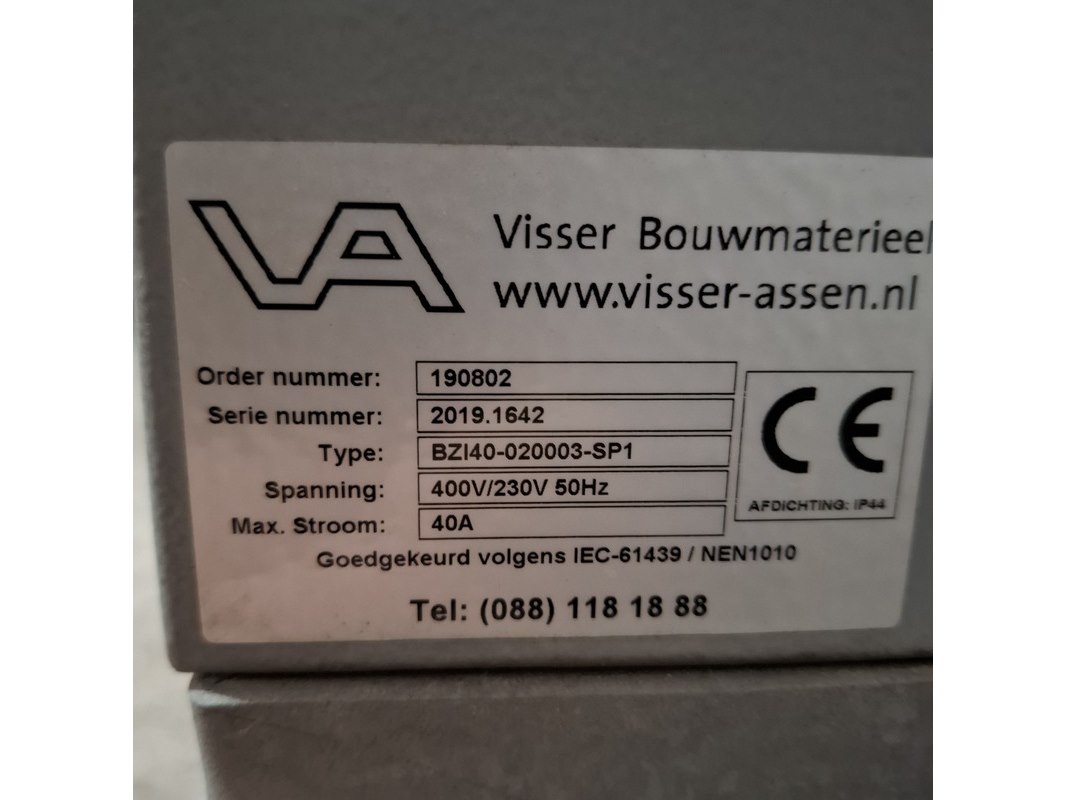 VA
Visser Bouwmaterieel
www.visser-assen.nl
Order nummer: 190802
Serie nummer: 2019.1642
Type: BZI40-020003-SP1
Spanning: 400V/230V 50Hz
Max. Stroom: 40A
CE
AFDICHTING: IP44
Goedgekeurd volgens IEC-61439 / NEN1010
Tel: (088) 118 18 88